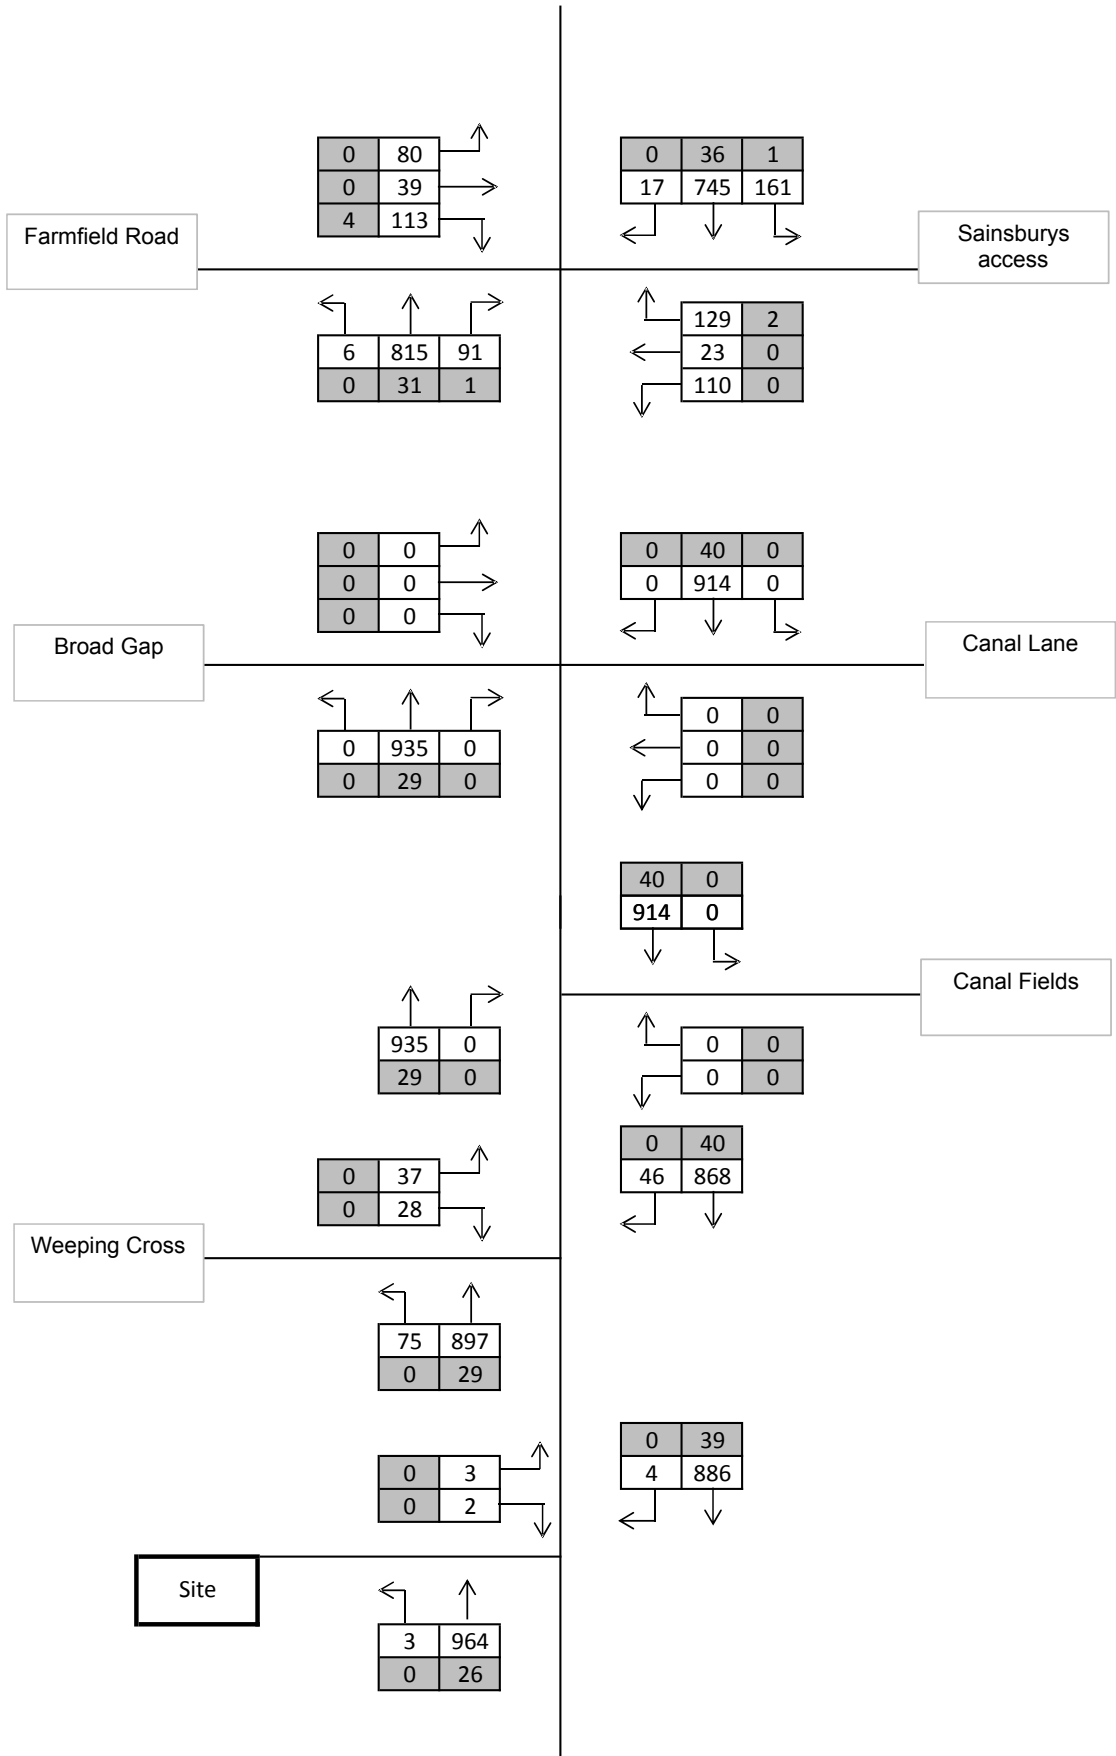 0 80
0 39
4 113
0 36 1
17 745 161
Farmfield Road
Sainsburys
access
6 815 91
0 31 1
129 2
23 0
110 0
0 0
0 0
0 0
0 40 0
0 914 0
Broad Gap
Canal Lane
0 935 0
0 29 0
0 0
0 0
0 0
40 0
914 0
Canal Fields
935 0
29 0
0 0
0 0
0 40
46 868
0 37
0 28
Weeping Cross
75 897
0 29
0 39
4 886
0 3
0 2
Site
3 964
0 26